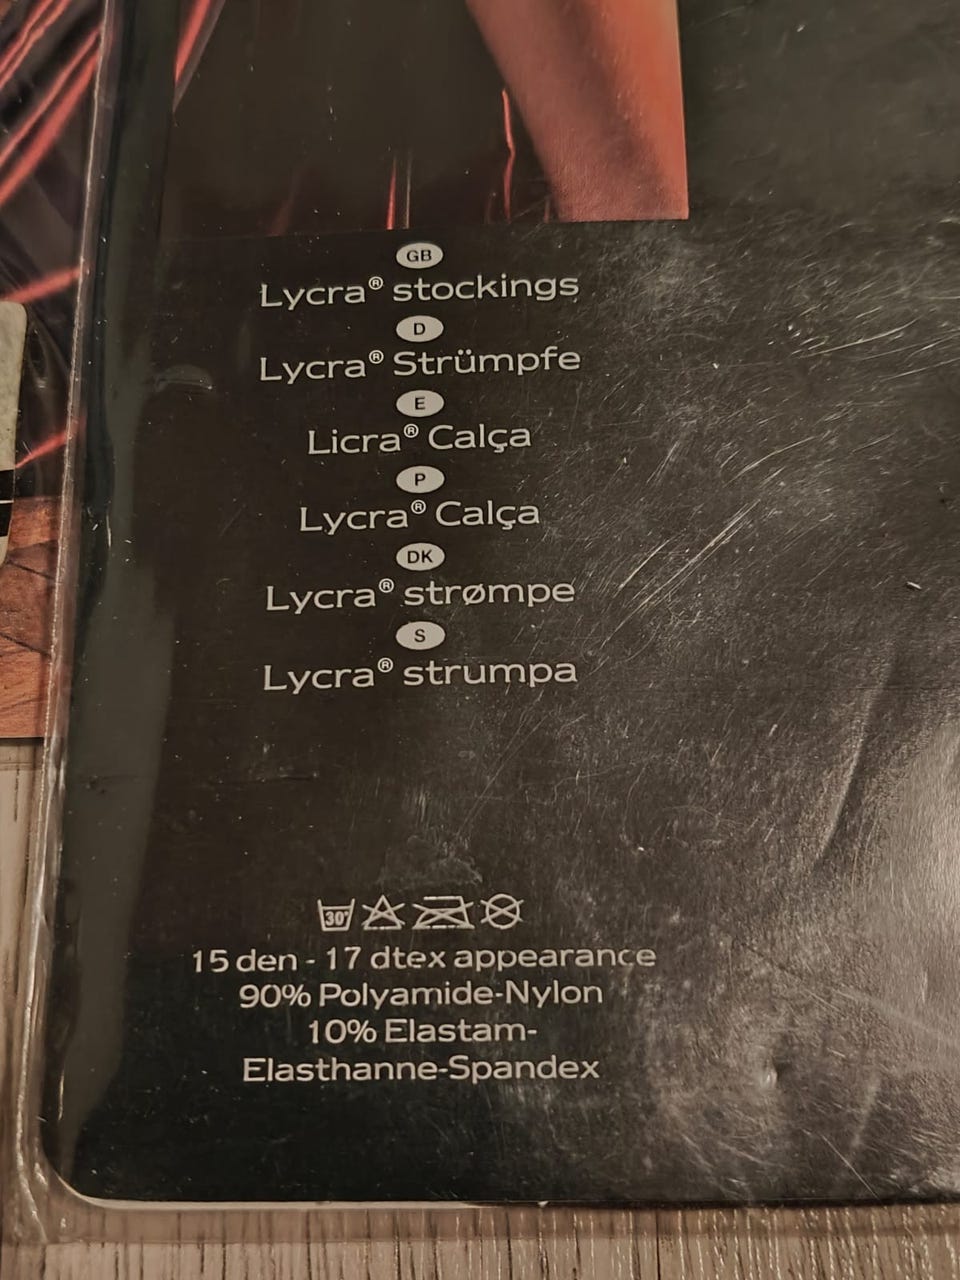 GB
Lycra® stockings
D
Lycra® Strümpfe
E
Licra® Calça
P
Lycra® Calça
DK
Lycra® strømpe
S
Lycra® strumpa
30°
15 den - 17 dtex appearance
90% Polyamide-Nylon
10% Elastam-
Elasthanne-Spandex